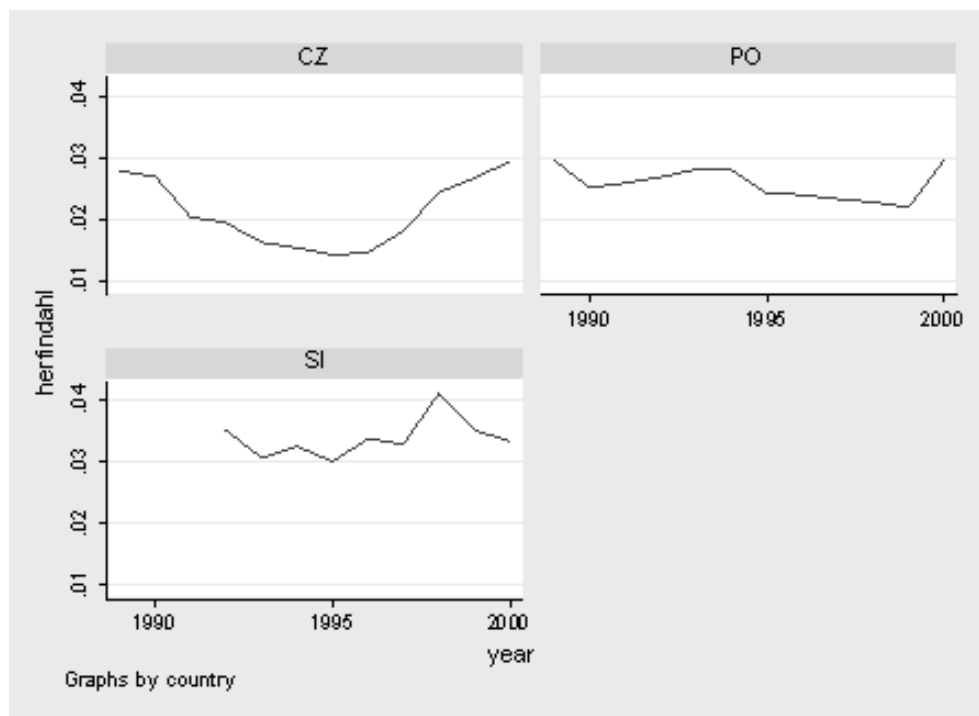 CZ
PO
.04
.03
.02
.01
1990 1995 2000
herfindahl
SI
.04
.03
.02
.01
1990 1995 2000
year
Graphs by country